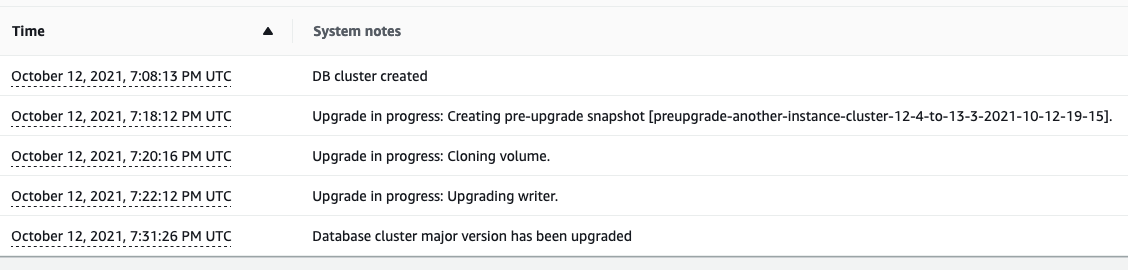 Time ▲ System notes
October 12, 2021, 7:08:13 PM UTC DB cluster created
October 12, 2021, 7:18:12 PM UTC Upgrade in progress: Creating pre-upgrade snapshot [preupgrade-another-instance-cluster-12-4-to-13-3-2021-10-12-19-15].
October 12, 2021, 7:20:16 PM UTC Upgrade in progress: Cloning volume.
October 12, 2021, 7:22:12 PM UTC Upgrade in progress: Upgrading writer.
October 12, 2021, 7:31:26 PM UTC Database cluster major version has been upgraded